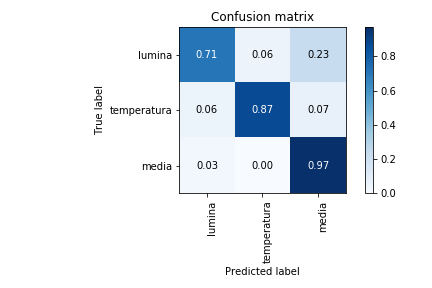 Confusion matrix
True label
lumina 0.71 0.06 0.23
temperatura 0.06 0.87 0.07
media 0.03 0.00 0.97
lumina
temperatura
media
Predicted label
0.8
0.6
0.4
0.2
0.0